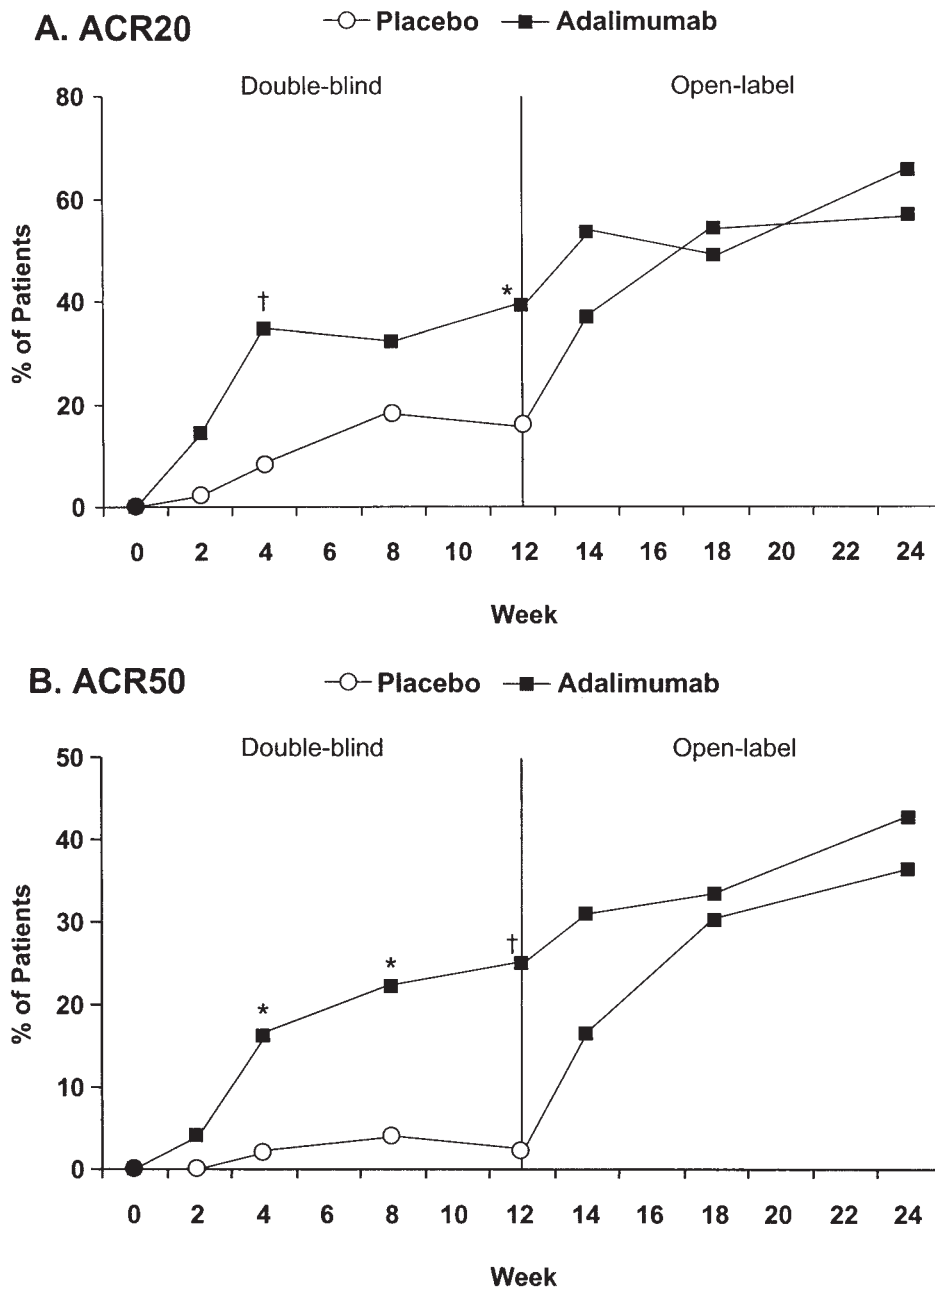 A. ACR20
Placebo Adalimumab
Double-blind Open-label
80
60
40
20
0
% of Patients
†
*
0 2 4 6 8 10 12 14 16 18 20 22 24
Week
B. ACR50
Placebo Adalimumab
Double-blind Open-label
50
40
30
20
10
0
% of Patients
†
*
*
0 2 4 6 8 10 12 14 16 18 20 22 24
Week